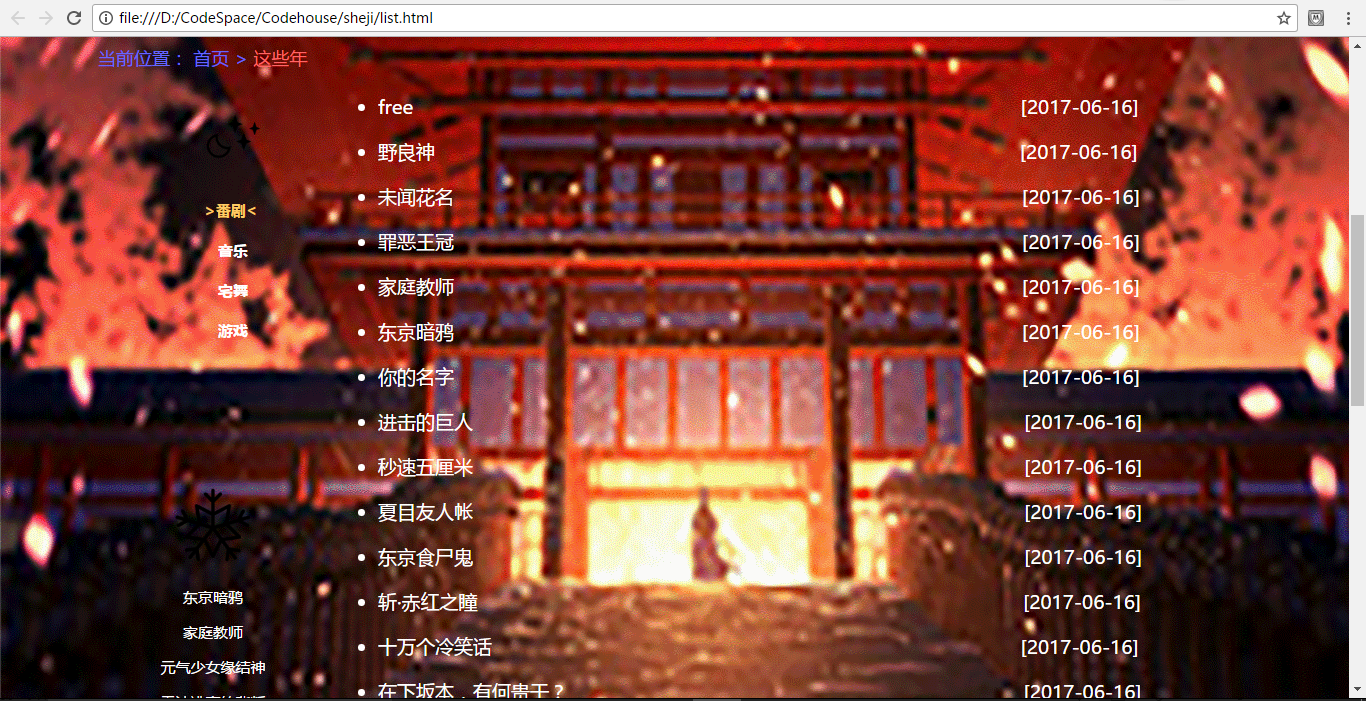 file:///D:/CodeSpace/Codehouse/sheji/list.html
当前位置： 首页 > 这些年
free [2017-06-16]
野良神 [2017-06-16]
未闻花名 [2017-06-16]
罪恶王冠 [2017-06-16]
家庭教师 [2017-06-16]
东京暗鸦 [2017-06-16]
你的名字 [2017-06-16]
进击的巨人 [2017-06-16]
秒速五厘米 [2017-06-16]
夏目友人帐 [2017-06-16]
东京食尸鬼 [2017-06-16]
斩·赤红之瞳 [2017-06-16]
十万个冷笑话 [2017-06-16]
在下坂本，有何贵干？ [2017-06-16]
>番剧<
音乐
宅舞
游戏
东京暗鸦
家庭教师
元气少女缘结神